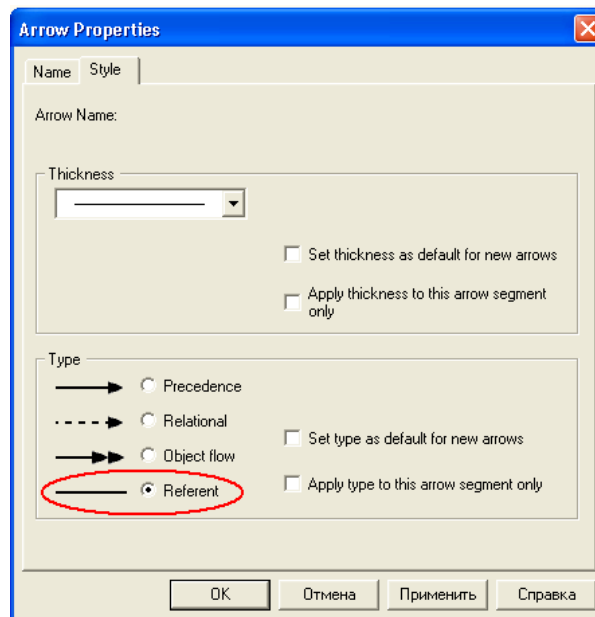 Arrow Properties
Name Style
Arrow Name:
Thickness
Set thickness as default for new arrows
Apply thickness to this arrow segment
only
Type
Precedence
Relational
Object flow
Referent
Set type as default for new arrows
Apply type to this arrow segment only
OK Отмена Применить Справка